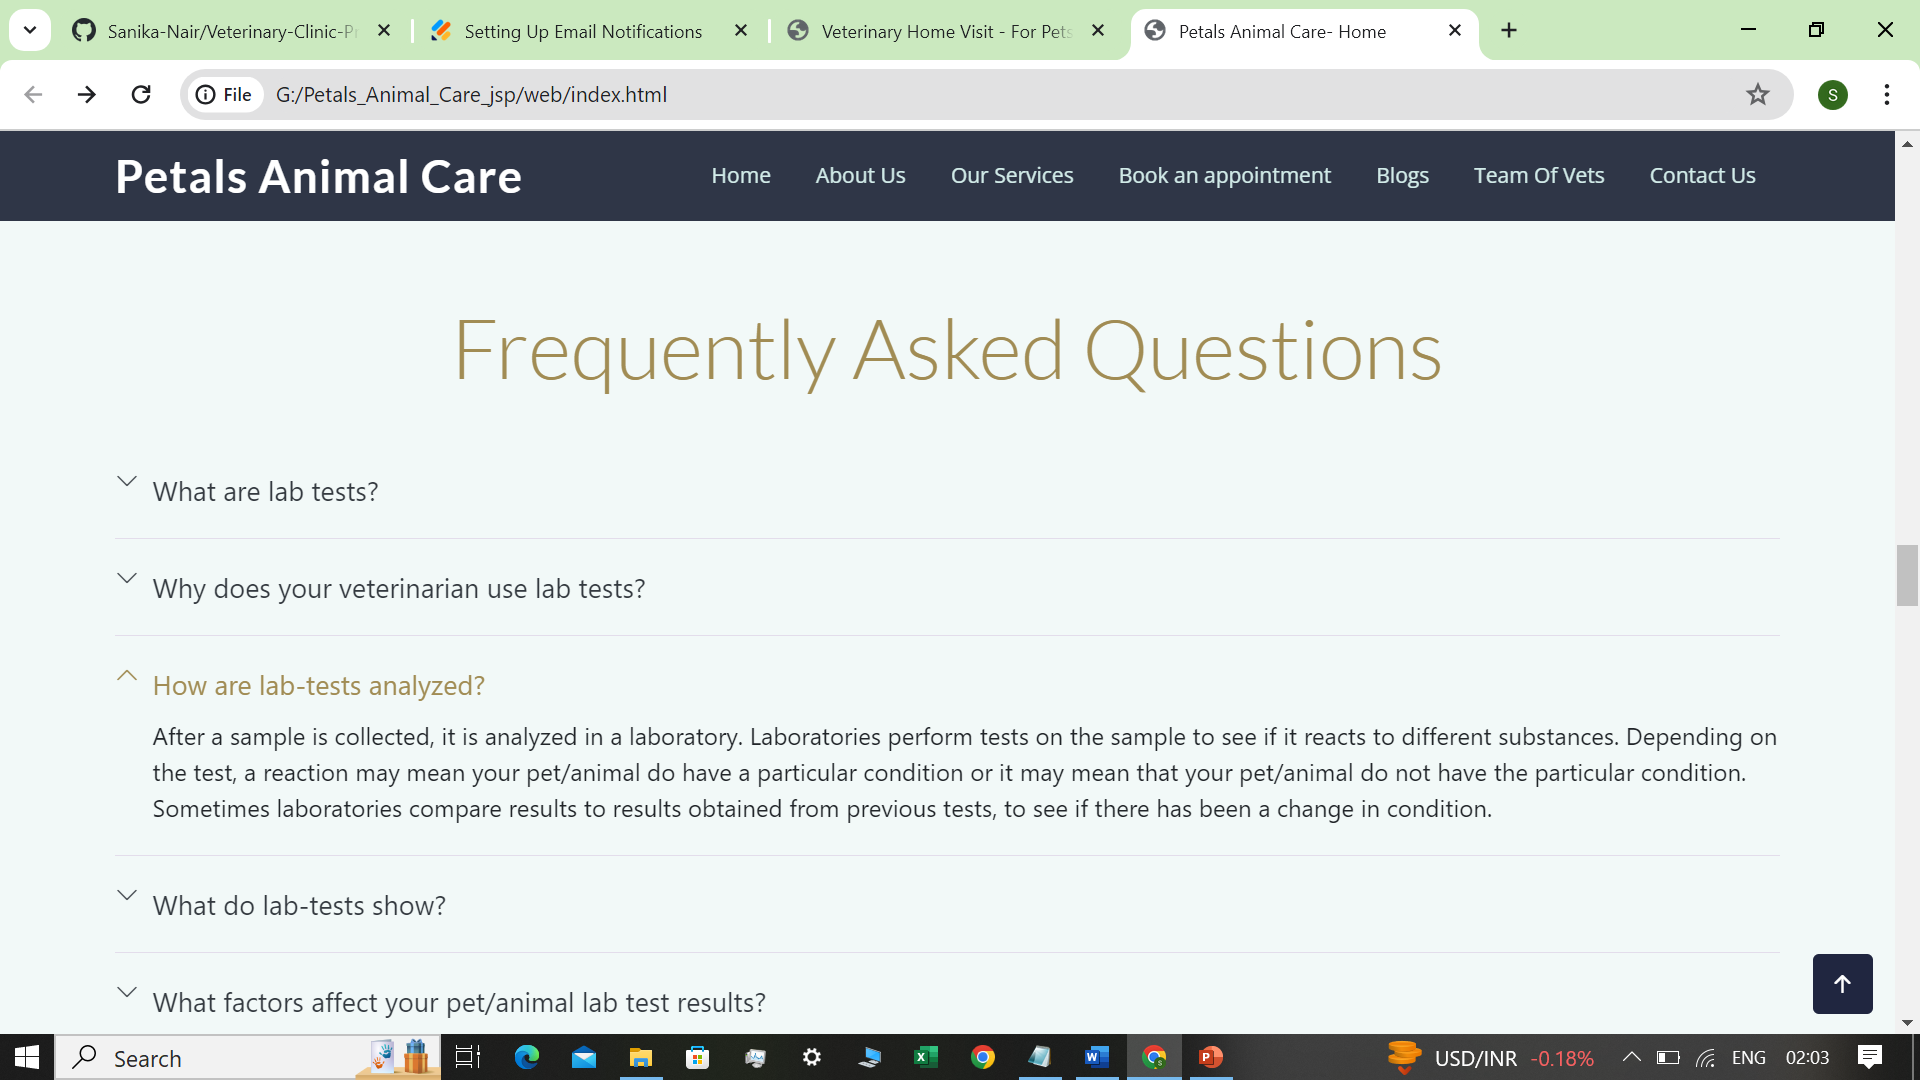 Sanika-Nair/Veterinary-Clinic-P
Setting Up Email Notifications
Veterinary Home Visit - For Pets
Petals Animal Care- Home
File
G:/Petals_Animal_Care_jsp/web/index.html
S
Petals Animal Care
Home
About Us
Our Services
Book an appointment
Blogs
Team Of Vets
Contact Us
Frequently Asked Questions
What are lab tests?
Why does your veterinarian use lab tests?
How are lab-tests analyzed?
After a sample is collected, it is analyzed in a laboratory. Laboratories perform tests on the sample to see if it reacts to different substances. Depending on
the test, a reaction may mean your pet/animal do have a particular condition or it may mean that your pet/animal do not have the particular condition.
Sometimes laboratories compare results to results obtained from previous tests, to see if there has been a change in condition.
What do lab-tests show?
What factors affect your pet/animal lab test results?
Search
USD/INR -0.18%
ENG
02:03